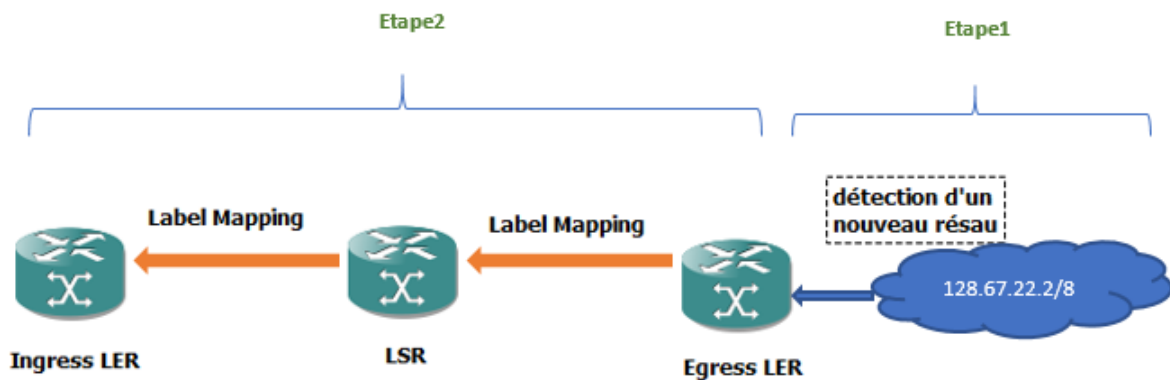 Etape2
Etape1
détection d'un
nouveau résau
Label Mapping
Label Mapping
128.67.22.2/8
Ingress LER
LSR
Egress LER